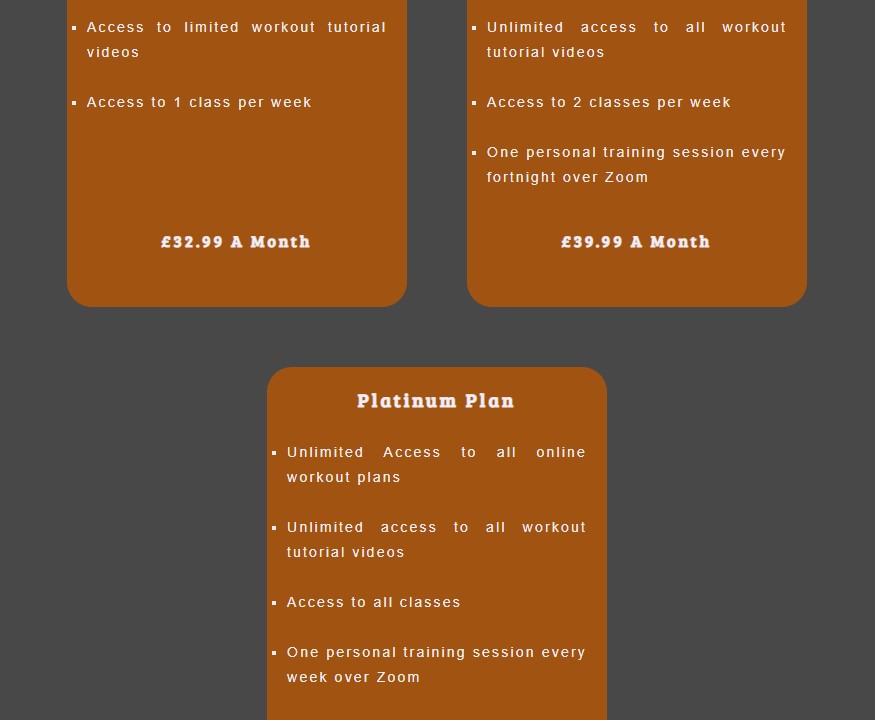 Access to limited workout tutorial
videos
Access to 1 class per week
£32.99 A Month
Unlimited access to all workout
tutorial videos
Access to 2 classes per week
One personal training session every
fortnight over Zoom
£39.99 A Month
Platinum Plan
Unlimited Access to all online
workout plans
Unlimited access to all workout
tutorial videos
Access to all classes
One personal training session every
week over Zoom